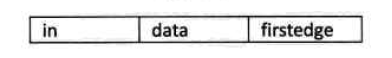 in data firstedge